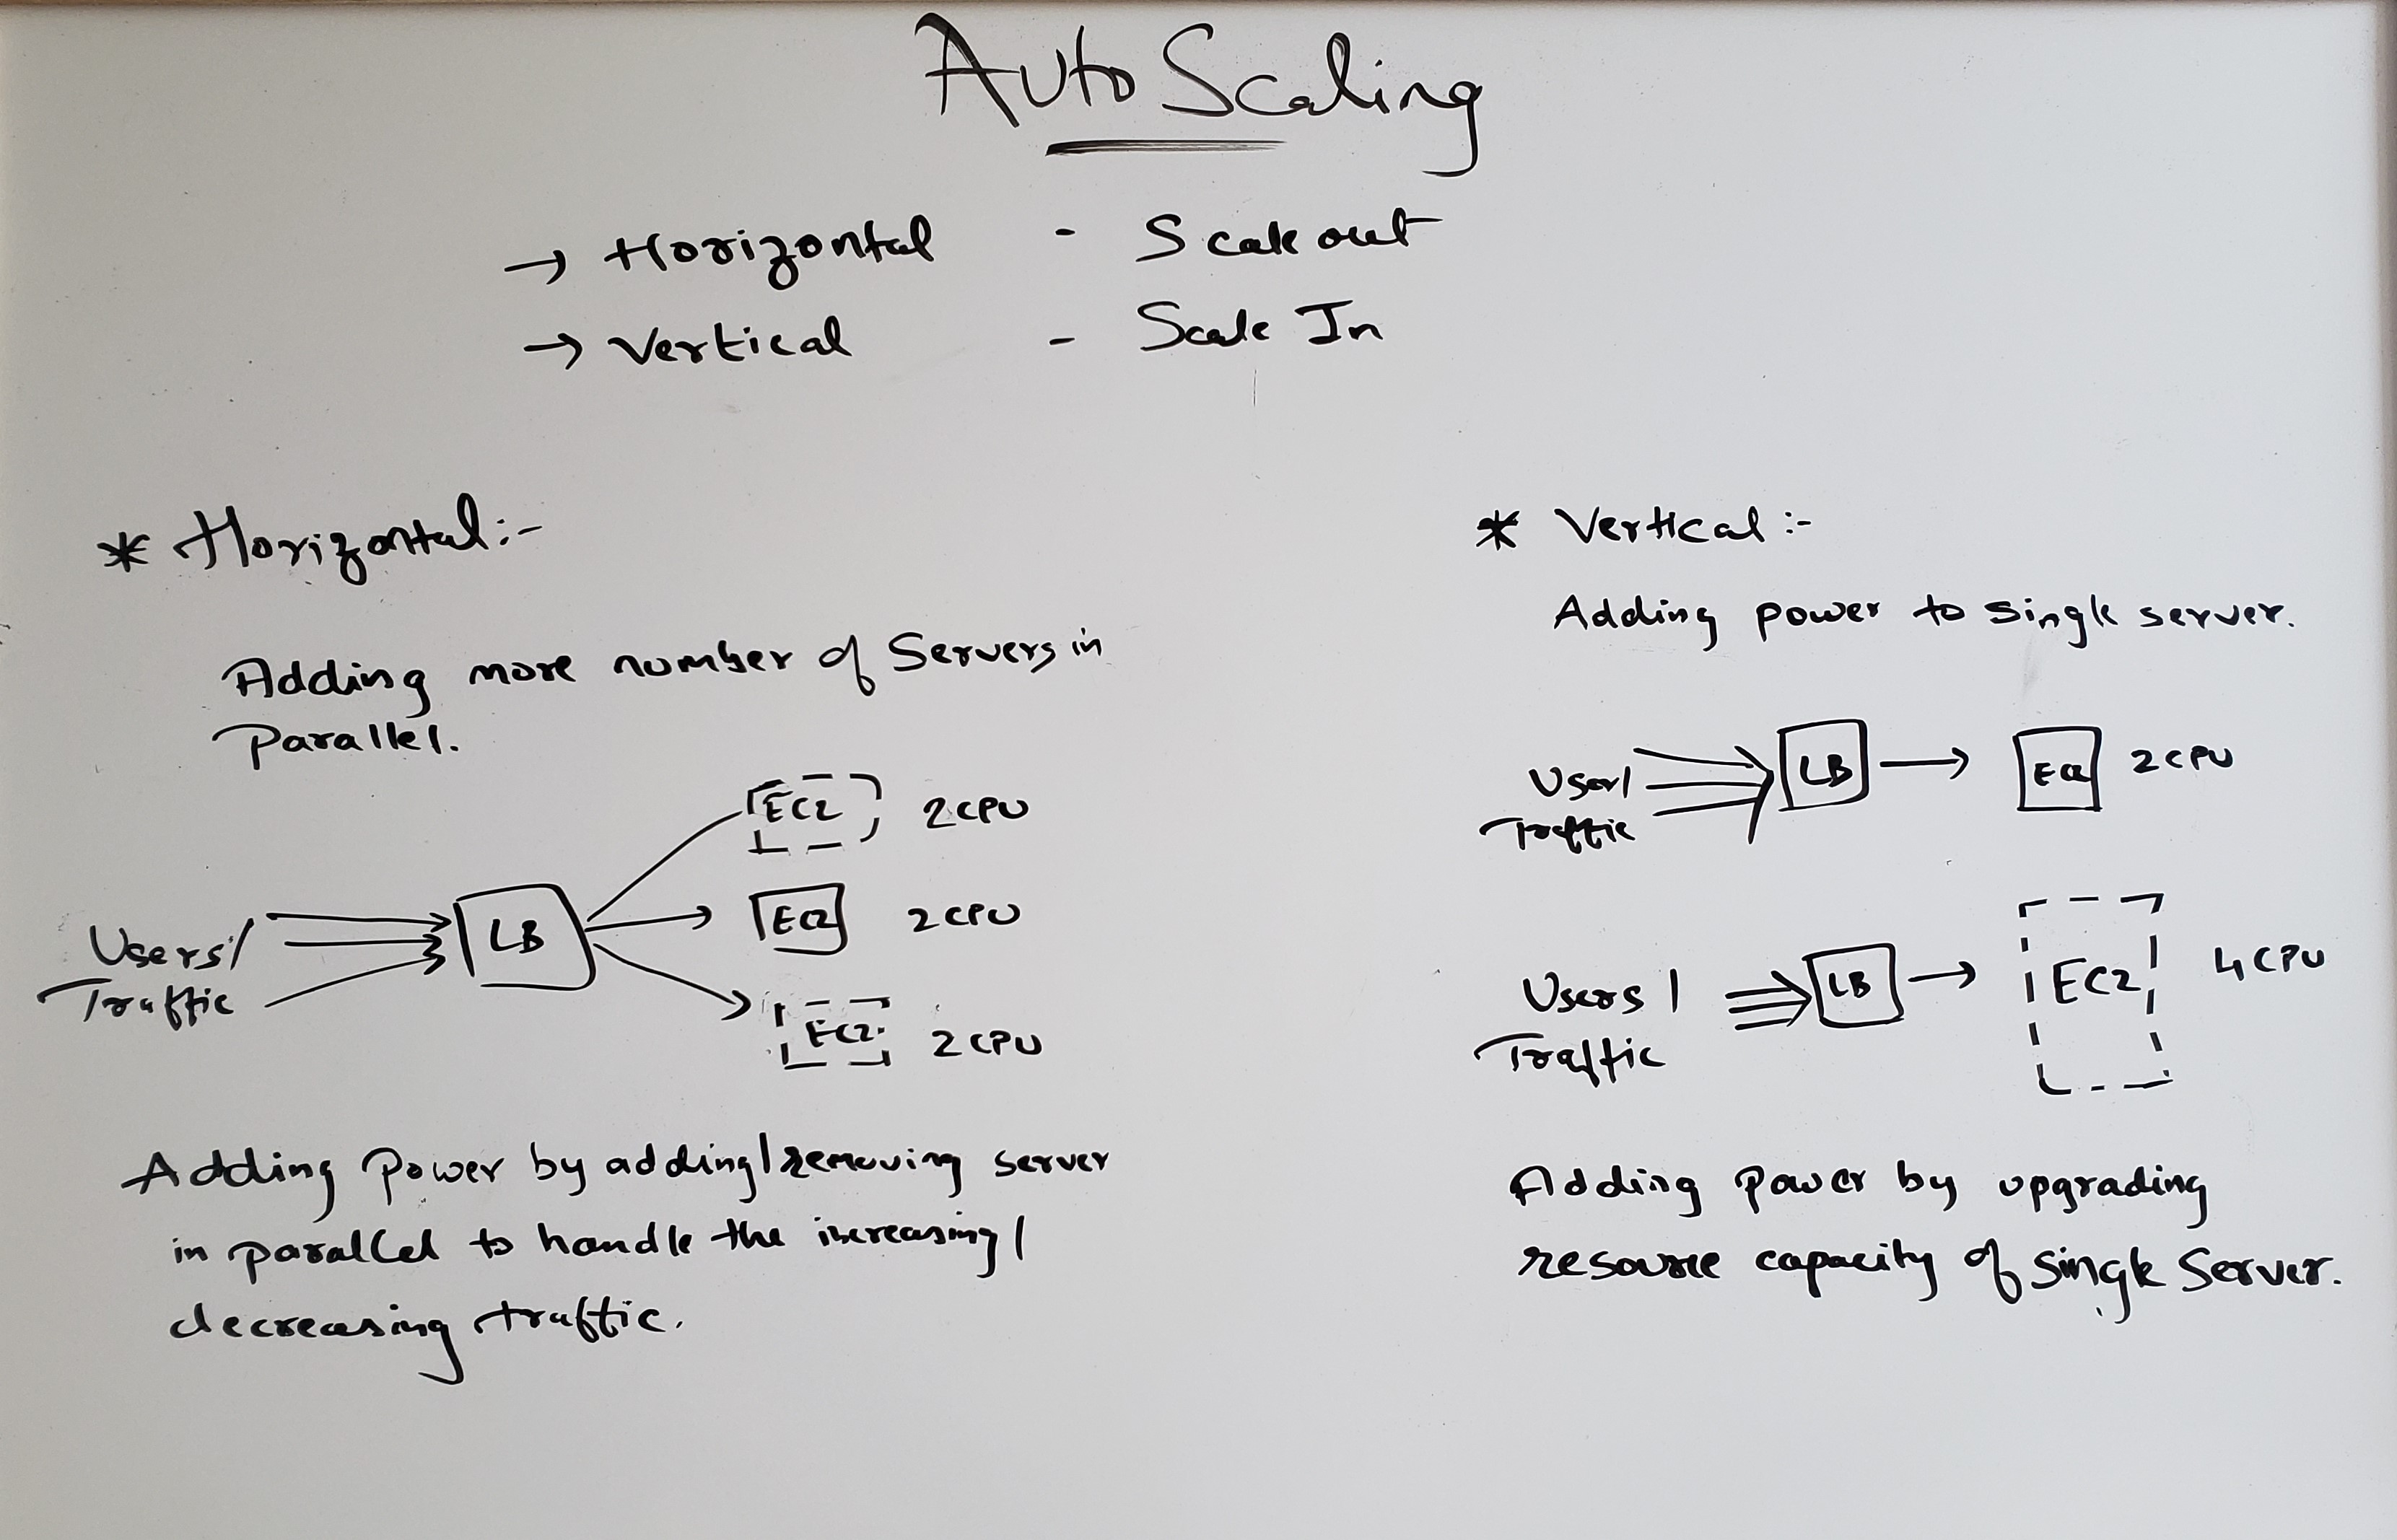 Auto Scaling
→ Horizontal - Scale out
→ Vertical - Scale In
* Horizontal:-
Adding more number of Servers in
Parallel.
Users/
Traffic
LB
EC2 2CPU
EC2 2CPU
EC2 2CPU
Adding Power by adding/removing server
in parallel to handle the increasing/
decreasing traffic.
* Vertical:-
Adding power to single server.
User/
Traffic
LB
EC2 2CPU
Users/
Traffic
LB
EC2 4CPU
Adding power by upgrading
resource capacity of single Server.